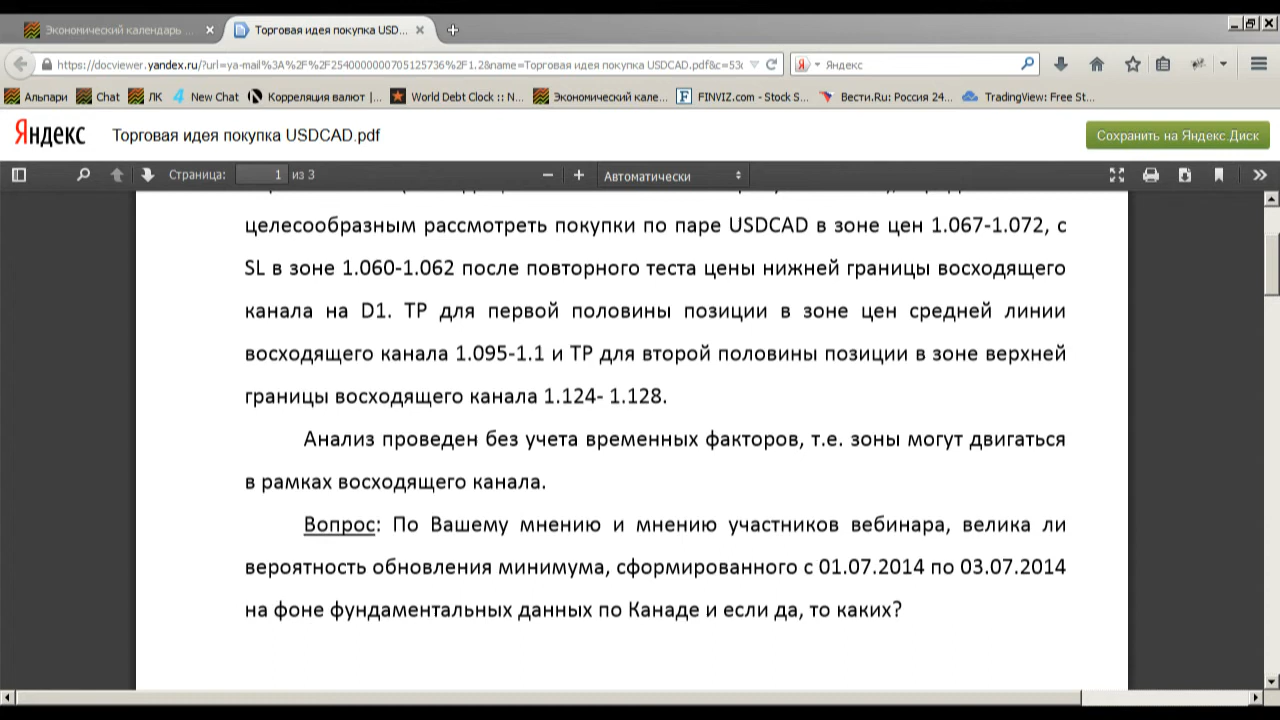 Экономический календарь ...
Торговая идея покупка USD...
https://docviewer.yandex.ru/?url=ya-mail%3A%2F%2F2540000000705125736%2F1.2&name=Торговая идея покупка USDCAD.pdf&c=53c
Яндекс
Альпари
Chat
ЛК
New Chat
Корреляция валют |...
World Debt Clock :: N...
Экономический кале...
FINVIZ.com - Stock S...
Вести.Ru: Россия 24...
TradingView: Free St...
Яндекс
Торговая идея покупка USDCAD.pdf
Сохранить на Яндекс.Диск
Страница: 1 из 3
Автоматически
целесообразным рассмотреть покупки по паре USDCAD в зоне цен 1.067-1.072, с
SL в зоне 1.060-1.062 после повторного теста цены нижней границы восходящего
канала на D1. TP для первой половины позиции в зоне цен средней линии
восходящего канала 1.095-1.1 и TP для второй половины позиции в зоне верхней
границы восходящего канала 1.124- 1.128.
Анализ проведен без учета временных факторов, т.е. зоны могут двигаться
в рамках восходящего канала.
Вопрос: По Вашему мнению и мнению участников вебинара, велика ли
вероятность обновления минимума, сформированного с 01.07.2014 по 03.07.2014
на фоне фундаментальных данных по Канаде и если да, то каких?